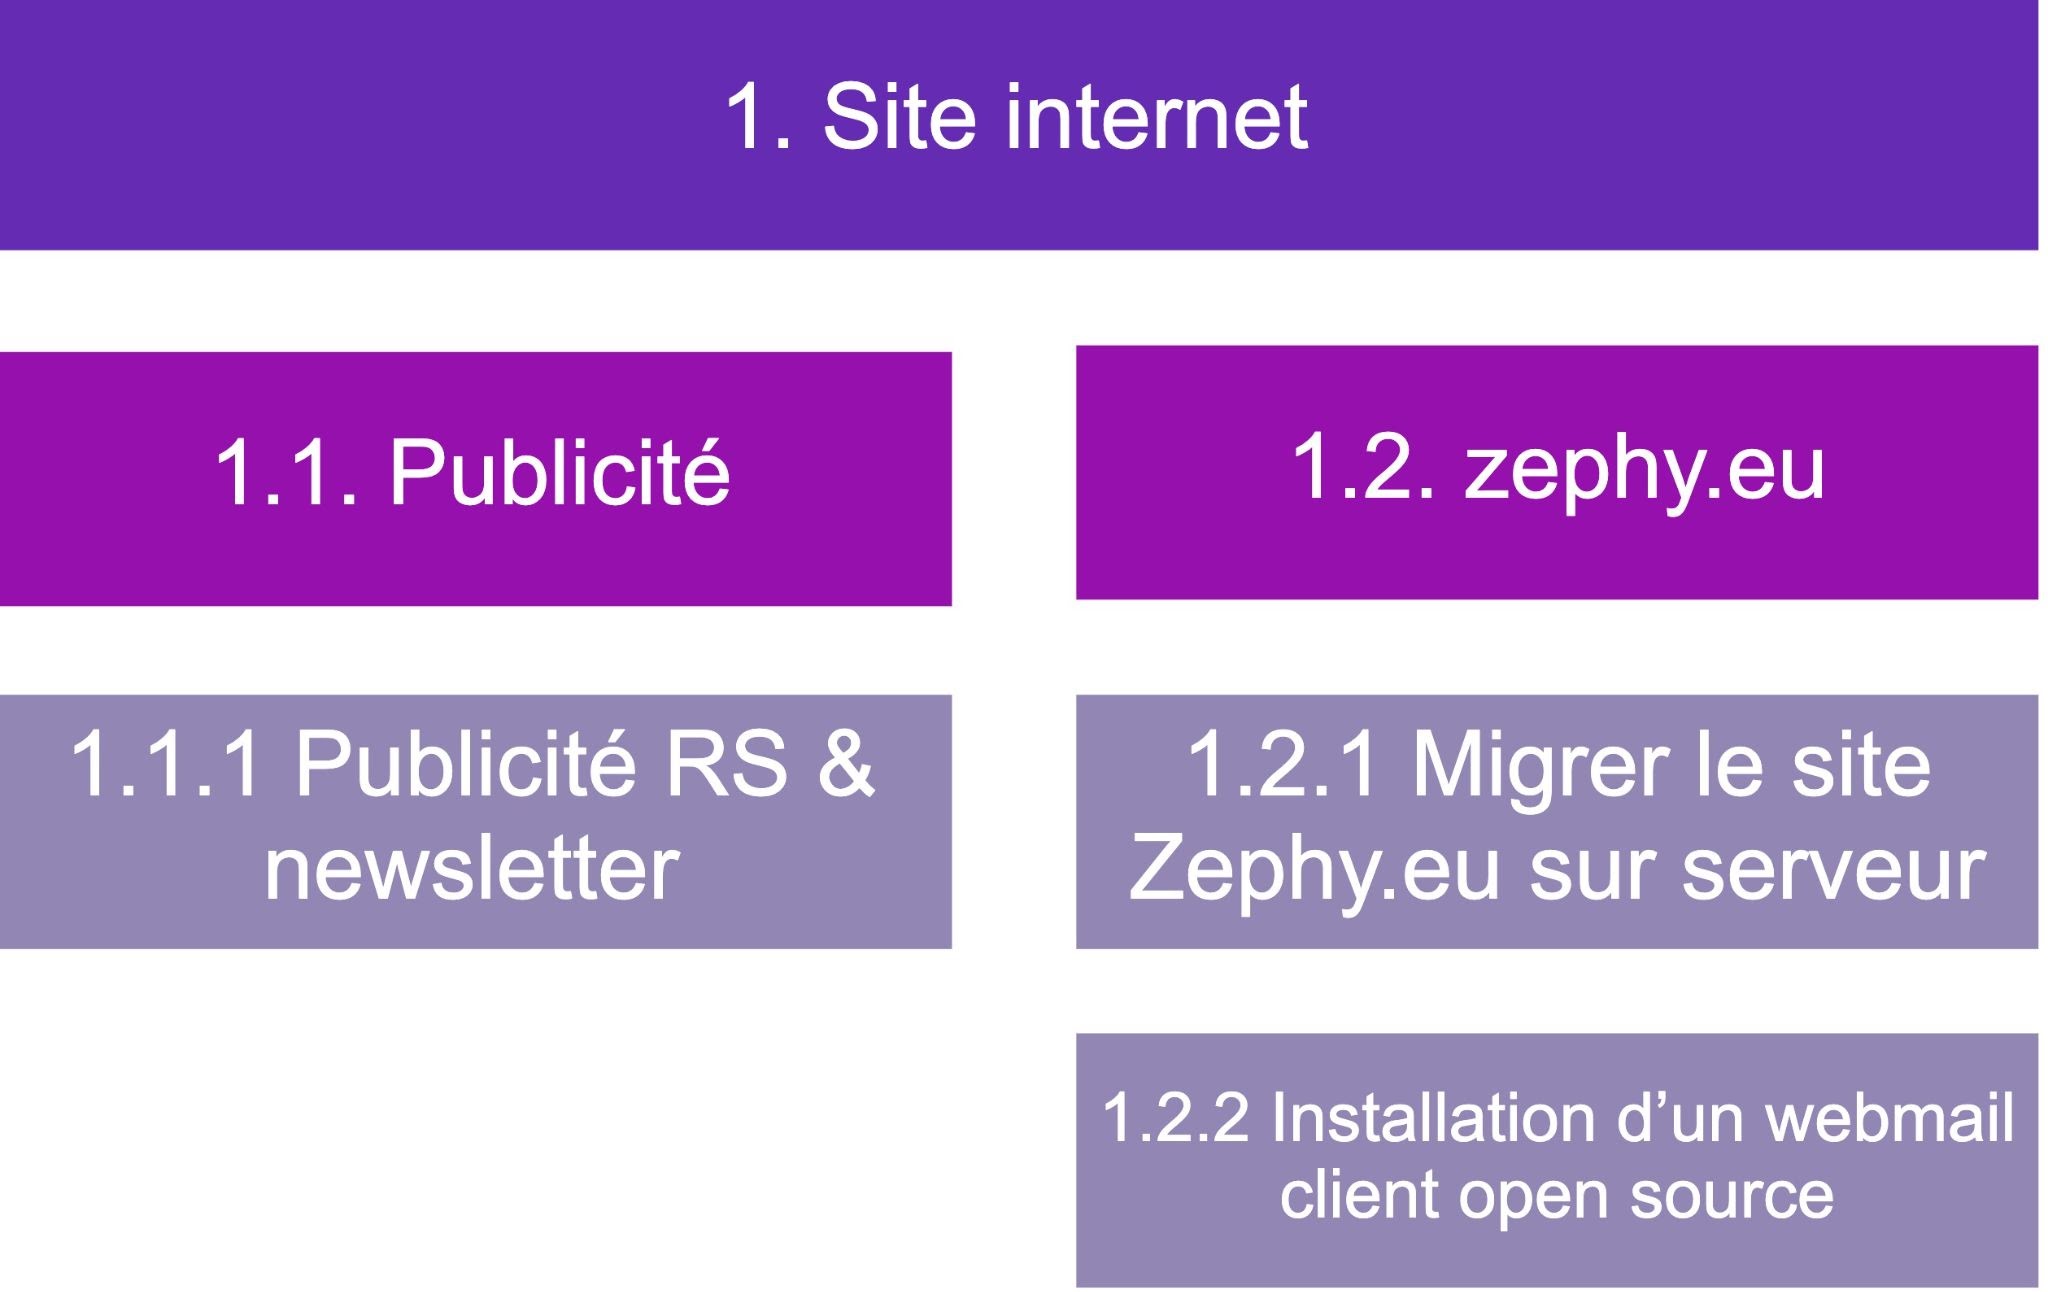 1. Site internet
1.1. Publicité
1.2. zephy.eu
1.1.1 Publicité RS &
newsletter
1.2.1 Migrer le site
Zephy.eu sur serveur
1.2.2 Installation d’un webmail
client open source